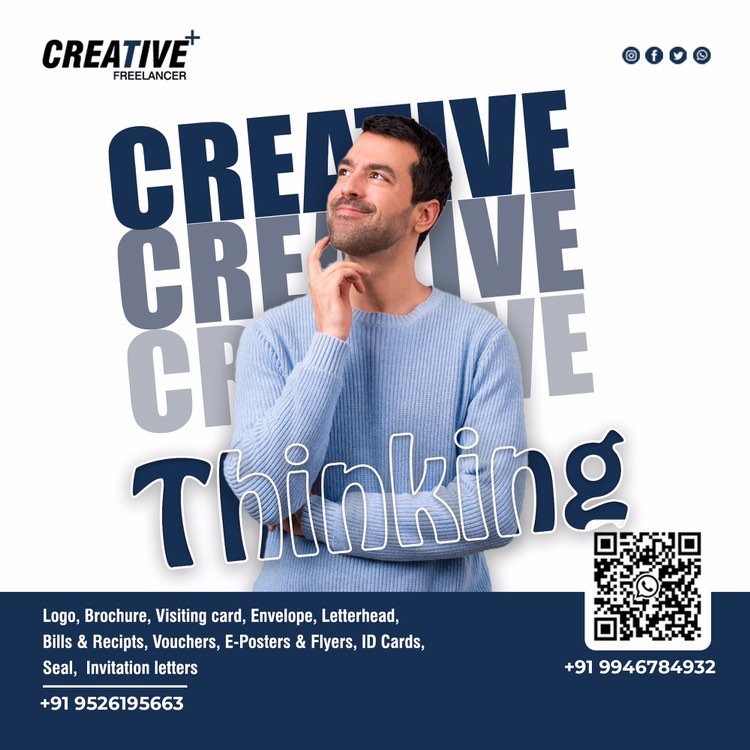 CREATIVE+
FREELANCER
CREATIVE
CREATIVE
CREATIVE
Thinking
Logo, Brochure, Visiting card, Envelope, Letterhead,
Bills & Recipts, Vouchers, E-Posters & Flyers, ID Cards,
Seal, Invitation letters
+91 9526195663
+91 9946784932